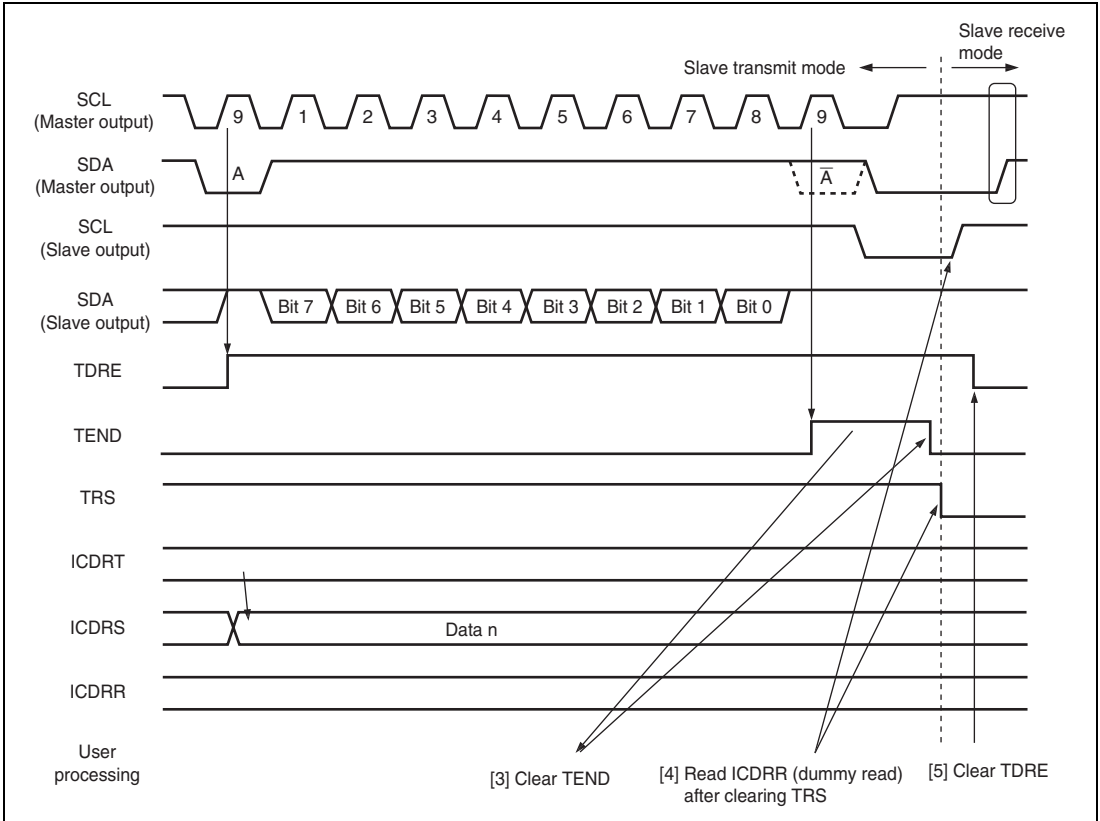 Slave receive
mode
Slave transmit mode
SCL
(Master output)
9 1 2 3 4 5 6 7 8 9
SDA
(Master output)
A A̅
SCL
(Slave output)
SDA
(Slave output)
Bit 7 Bit 6 Bit 5 Bit 4 Bit 3 Bit 2 Bit 1 Bit 0
TDRE
TEND
TRS
ICDRT
ICDRS
Data n
ICDRR
User
processing
[3] Clear TEND
[4] Read ICDRR (dummy read)
after clearing TRS
[5] Clear TDRE